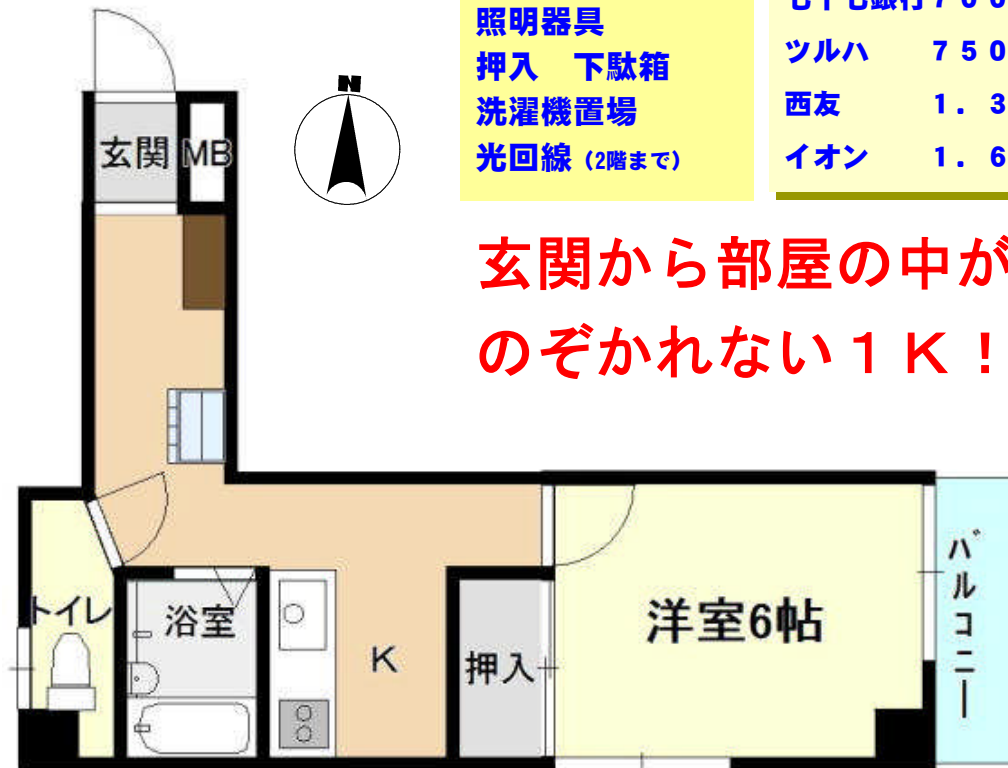 照明器具
押入　下駄箱
洗濯機置場
光回線（2階まで）
ツルハ　７５０
西友　１．３
イオン　１．６
玄関からの部屋の中が
のぞかれない１Ｋ！
玄関 MB
N
トイレ
浴室
K
押入
洋室6帖
バルコニー